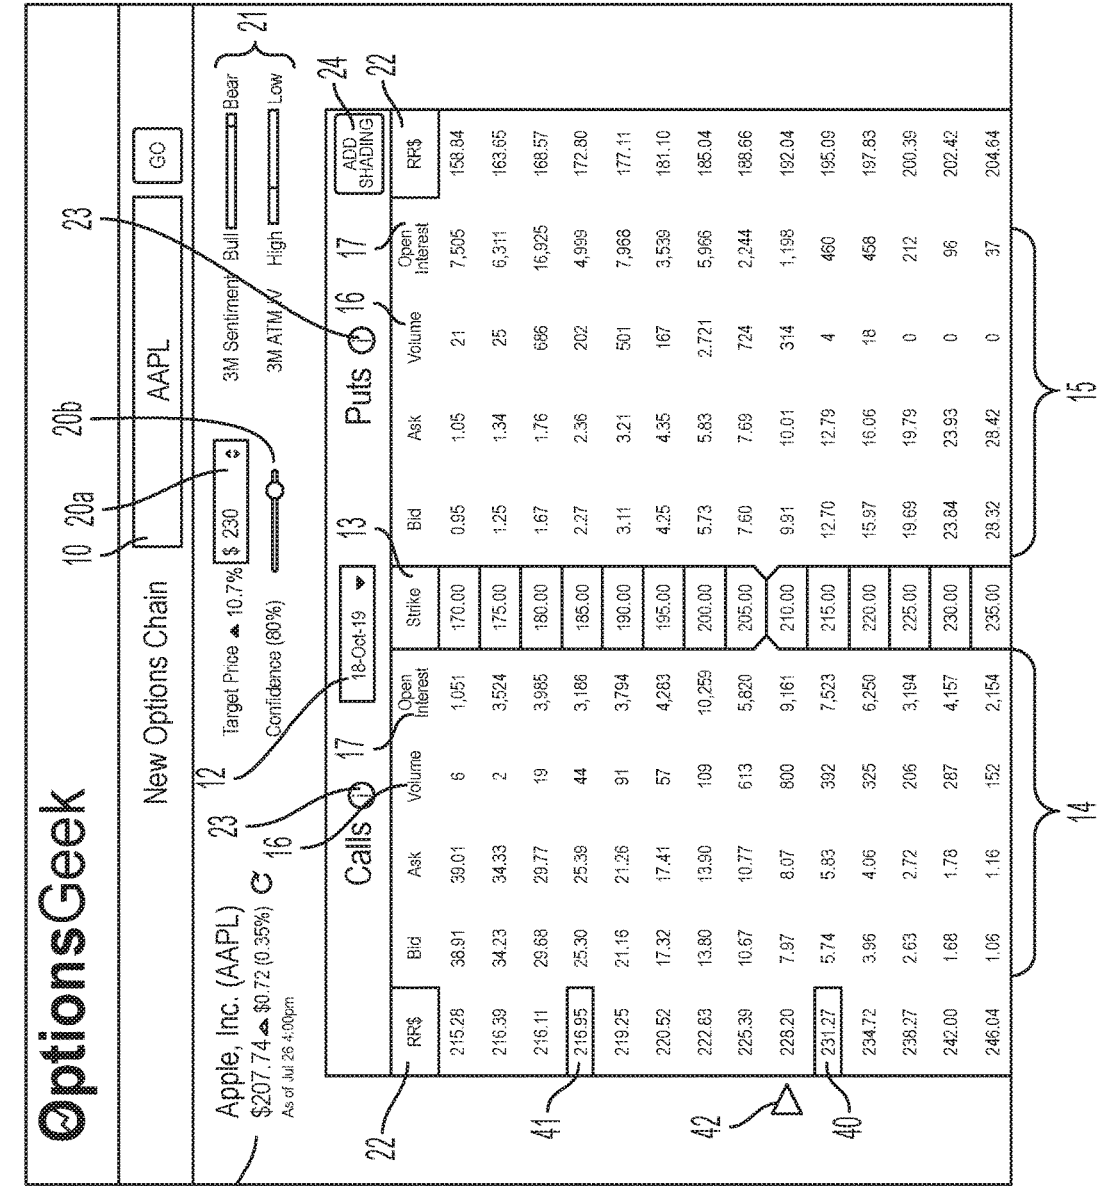 OptionsGeek
New Options Chain AAPL GO
10 20a 20b 23
Apple, Inc. (AAPL)
$207.74 ▲ $0.72 (0.35%)
As of Jul 26 4:00pm
Target Price ▲ 10.7% $ 230
Confidence (80%)
3M Sentiment Bull Bear
3M ATM IV High Low
21
12 23 16
Calls 17 18-Oct-19 ▼ 13 Puts 16 17 ADD SHADING 24
22 RR$ Bid Ask Volume Open Interest Strike Bid Ask Volume Open Interest RR$ 22
215.28 38.91 39.01 6 1,051 170.00 0.95 1.05 21 7,505 158.84
216.39 34.23 34.33 2 3,524 175.00 1.25 1.34 25 6,311 163.65
216.11 29.68 29.77 19 3,985 180.00 1.67 1.76 686 16,925 168.57
41 216.95 25.30 25.39 44 3,186 185.00 2.27 2.36 202 4,999 172.80
219.25 21.16 21.26 91 3,794 190.00 3.11 3.21 501 7,968 177.11
220.52 17.32 17.41 57 4,283 195.00 4.25 4.35 167 3,539 181.10
222.83 13.80 13.90 109 10,259 200.00 5.73 5.83 2.721 5,966 185.04
225.39 10.67 10.77 613 5,820 205.00 7.60 7.69 724 2,244 188.66
42 228.20 7.97 8.07 800 9,161 210.00 9.91 10.01 314 1,198 192.04
40 231.27 5.74 5.83 392 7,523 215.00 12.70 12.79 4 460 195.09
234.72 3.96 4.06 325 6,250 220.00 15.97 16.06 18 458 197.83
238.27 2.63 2.72 206 3,194 225.00 19.69 19.79 0 212 200.39
242.00 1.68 1.78 287 4,157 230.00 23.84 23.93 0 96 202.42
246.04 1.06 1.16 152 2,154 235.00 28.32 28.42 0 37 204.64
14 15